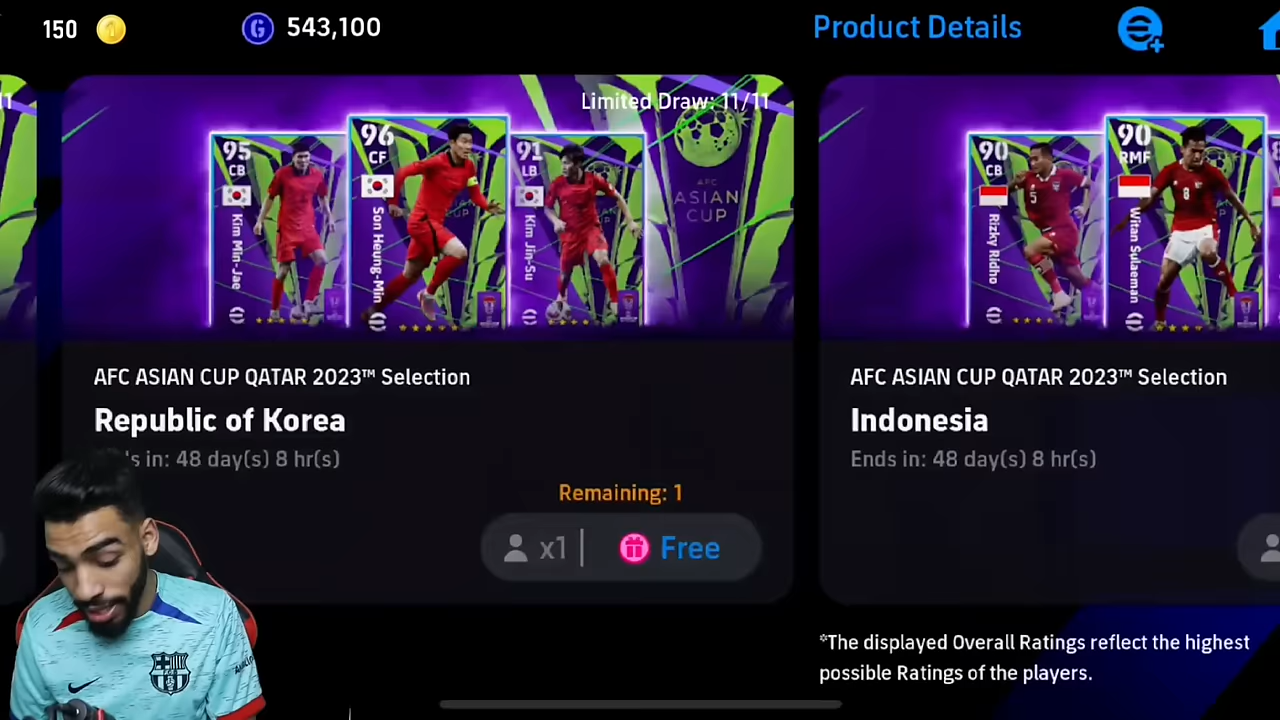 150
543,100
Product Details
11
Limited Draw: 11/11
95
CB
Kim Min-Jae
96
CF
Son Heung-Min
91
LB
Kim Jin-Su
AFC
ASIAN
CUP
90
CB
5
Rizky Ridho
90
RMF
8
Witan Sulaeman
AFC ASIAN CUP QATAR 2023™ Selection
Republic of Korea
s in: 48 day(s) 8 hr(s)
Remaining: 1
x1 | Free
AFC ASIAN CUP QATAR 2023™ Selection
Indonesia
Ends in: 48 day(s) 8 hr(s)
*The displayed Overall Ratings reflect the highest
possible Ratings of the players.